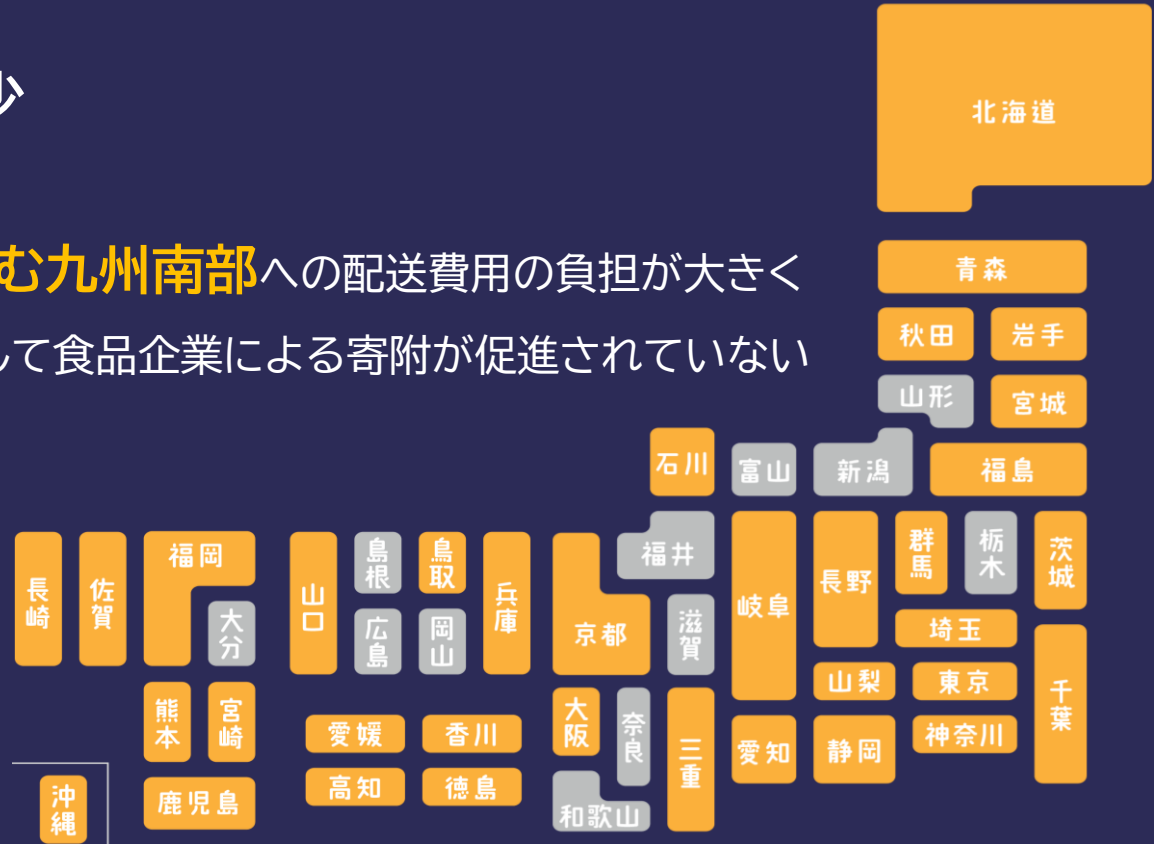 少
む九州南部への配送費用の負担が大きく
して食品企業による寄附が促進されていない
北海道
青森
秋田
岩手
山形
宮城
石川
富山
新潟
福島
長崎
佐賀
福岡
大分
山口
島根
鳥取
広島
岡山
兵庫
京都
福井
滋賀
岐阜
長野
群馬
栃木
茨城
埼玉
山梨
東京
千葉
熊本
宮崎
愛媛
香川
大阪
奈良
三重
愛知
静岡
神奈川
沖縄
鹿児島
高知
徳島
和歌山